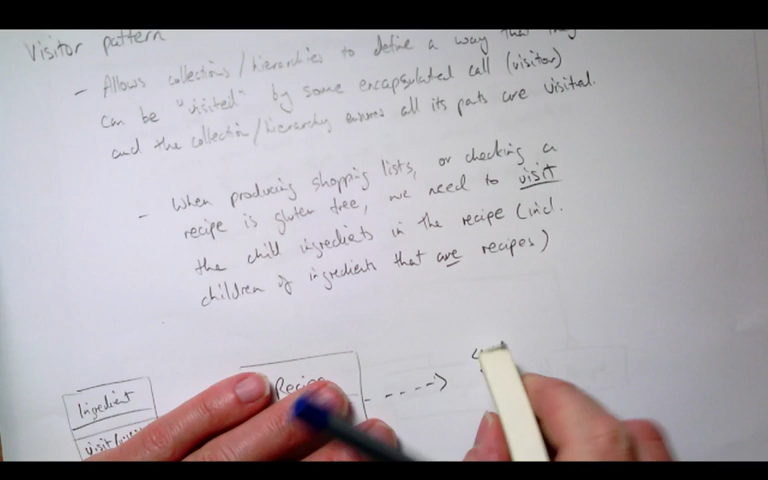 Visitor pattern
- Allows collections/hierarchies to define a way that they
can be "visited" by some encapsulated call (visitor)
and the collection/hierarchy ensures all its parts are visited.
- When producing shopping lists, or checking a
recipe is gluten free, we need to visit
the chill ingredients in the recipe (incl.
children of ingredients that are recipes)
Recipe
Ingredient